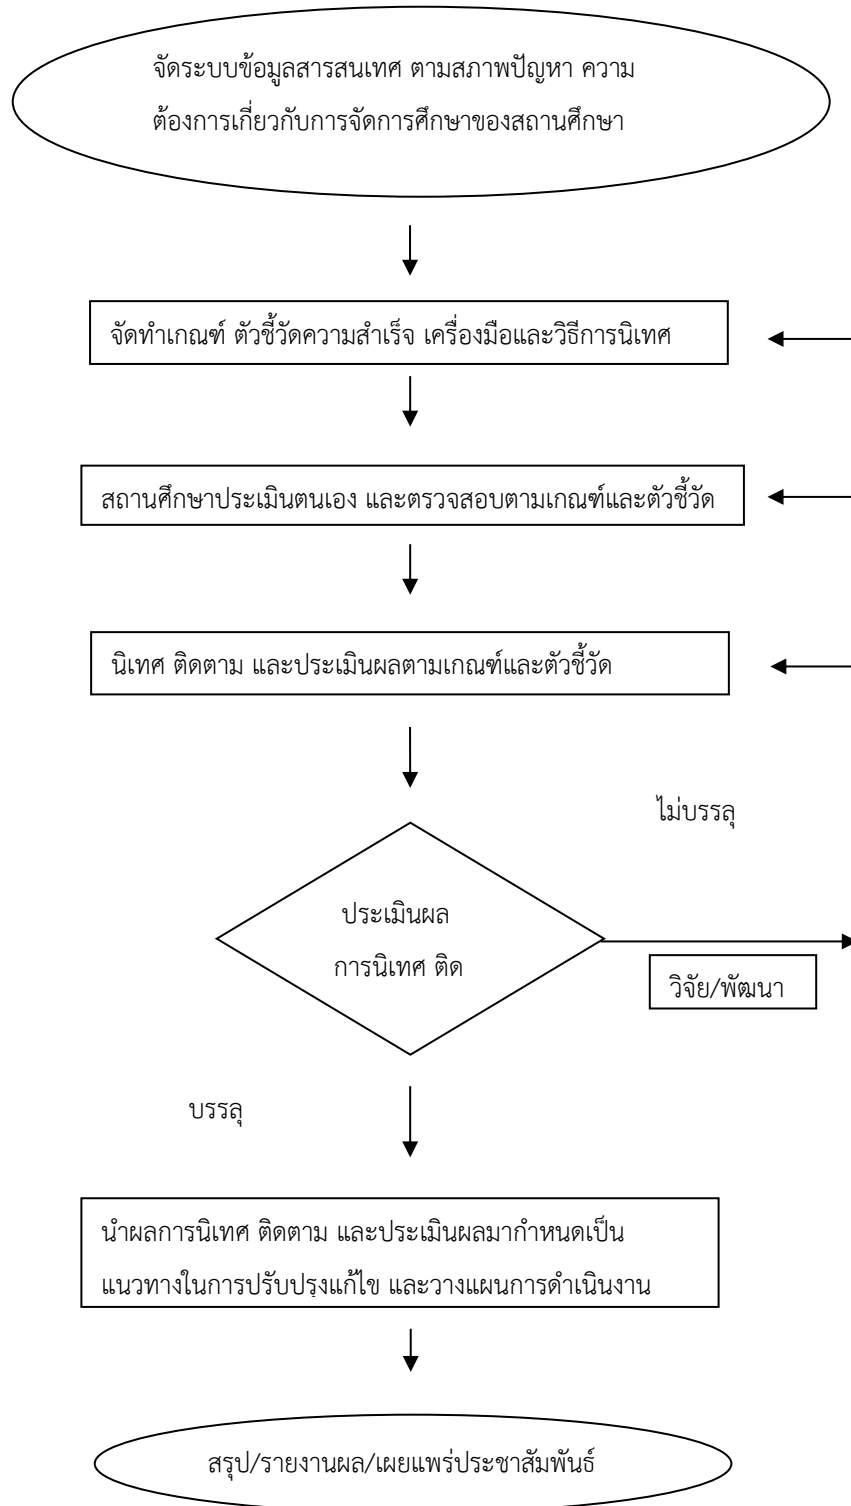 จัดระบบข้อมูลสารสนเทศ ตามสภาพปัญหา ความ
ต้องการเกี่ยวกับการจัดการศึกษาของสถานศึกษา
จัดทำเกณฑ์ ตัวชี้วัดความสำเร็จ เครื่องมือและวิธีการนิเทศ
สถานศึกษาประเมินตนเอง และตรวจสอบตามเกณฑ์และตัวชี้วัด
นิเทศ ติดตาม และประเมินผลตามเกณฑ์และตัวชี้วัด
ไม่บรรลุ
ประเมินผล
การนิเทศ ติด
วิจัย/พัฒนา
บรรลุ
นำผลการนิเทศ ติดตาม และประเมินผลมากำหนดเป็น
แนวทางในการปรับปรุงแก้ไข และวางแผนการดำเนินงาน
สรุป/รายงานผล/เผยแพร่ประชาสัมพันธ์